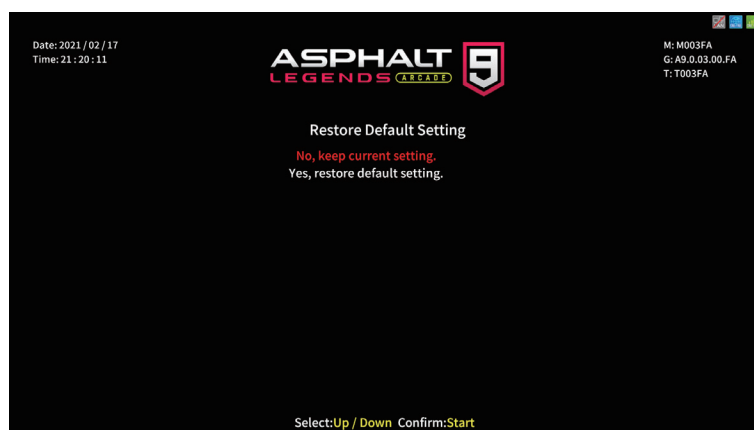 Date: 2021 / 02 / 17
Time: 21 : 20 : 11
ASPHALT 9
LEGENDS ARCADE
M: M003FA
G: A9.0.03.00.FA
T: T003FA
Restore Default Setting
No, keep current setting.
Yes, restore default setting.
Select:Up / Down Confirm:Start